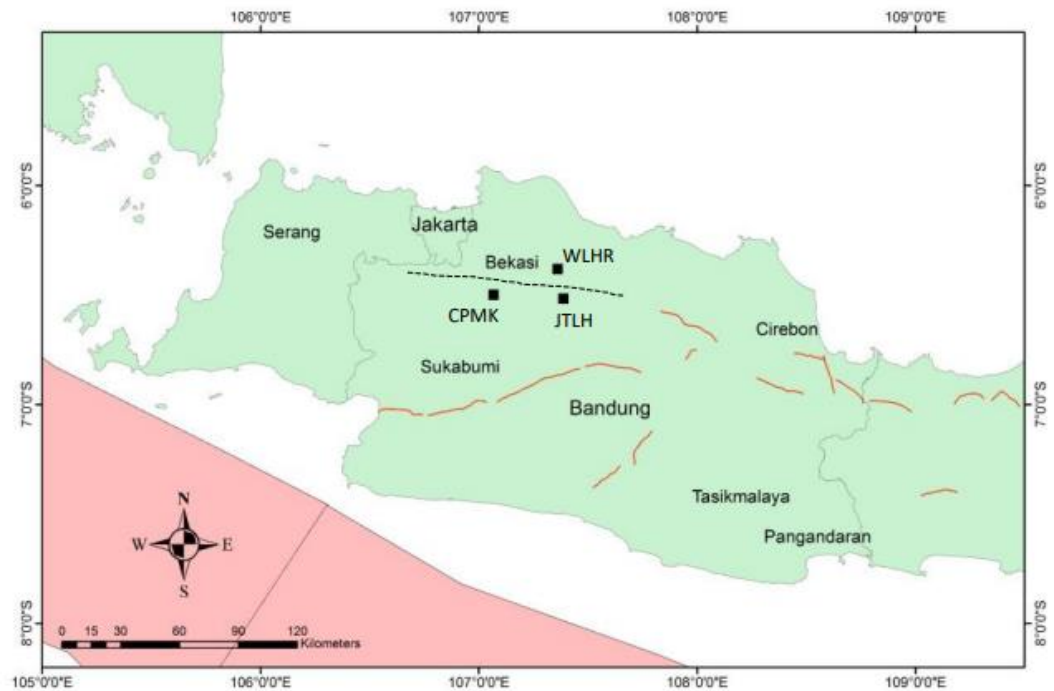 106°0'0"E 107°0'0"E 108°0'0"E 109°0'0"E
6°0'0"S
6°0'0"S
Serang
Jakarta
Bekasi
WLHR
CPMK
JTLH
Cirebon
Sukabumi
7°0'0"S
7°0'0"S
Bandung
Tasikmalaya
Pangandaran
N
W
E
S
8°0'0"S
8°0'0"S
0 15 30 60 90 120
Kilometers
105°0'0"E 106°0'0"E 107°0'0"E 108°0'0"E 109°0'0"E